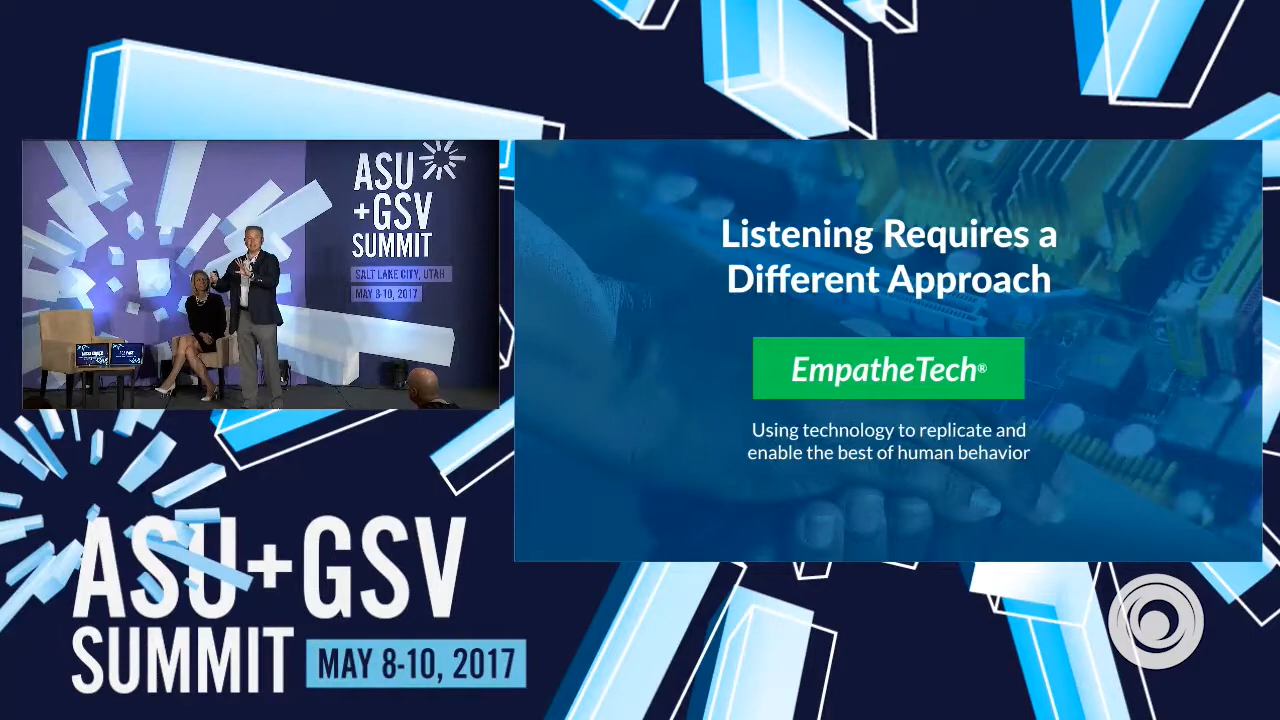 ASU
+GSV
SUMMIT
SALT LAKE CITY, UTAH
MAY 8-10, 2017
Listening Requires a
Different Approach
EmpatheTech®
Using technology to replicate and
enable the best of human behavior
ASU+GSV
SUMMIT
MAY 8-10, 2017